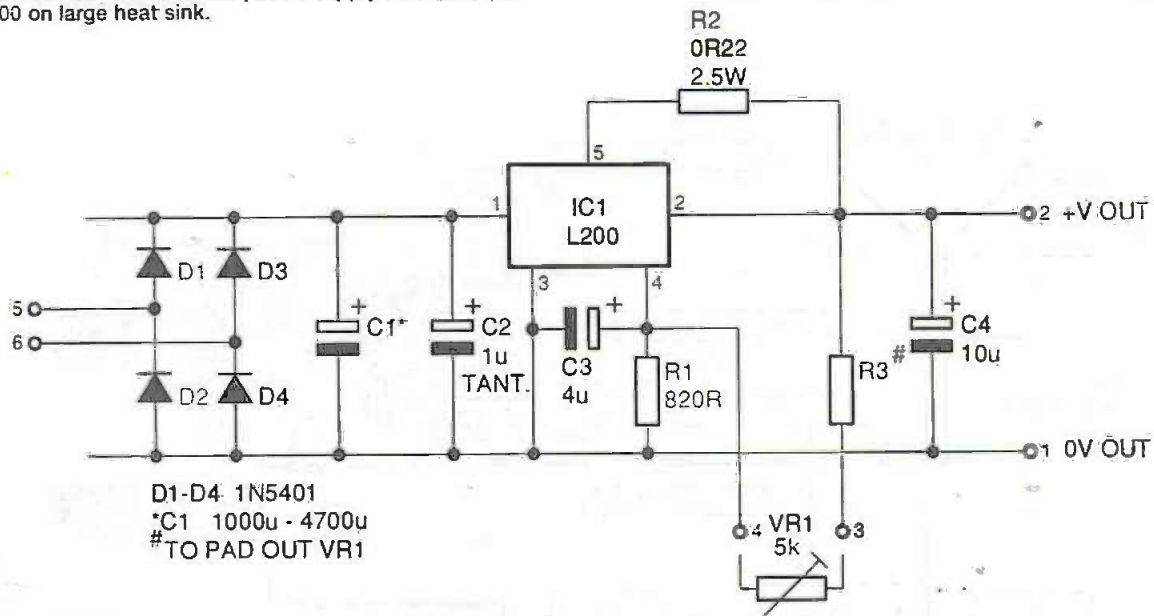 00 on large heat sink.
R2
0R22
2.5W
5
1
IC1
L200
2
2 +V OUT
3
4
D1
D3
5
6
+
C1*
+
C2
1u
TANT.
+
C3
4u
R1
820R
R3
#
+
C4
10u
D2
D4
1 0V OUT
D1-D4 1N5401
*C1 1000u - 4700u
#TO PAD OUT VR1
4
VR1
5k
3